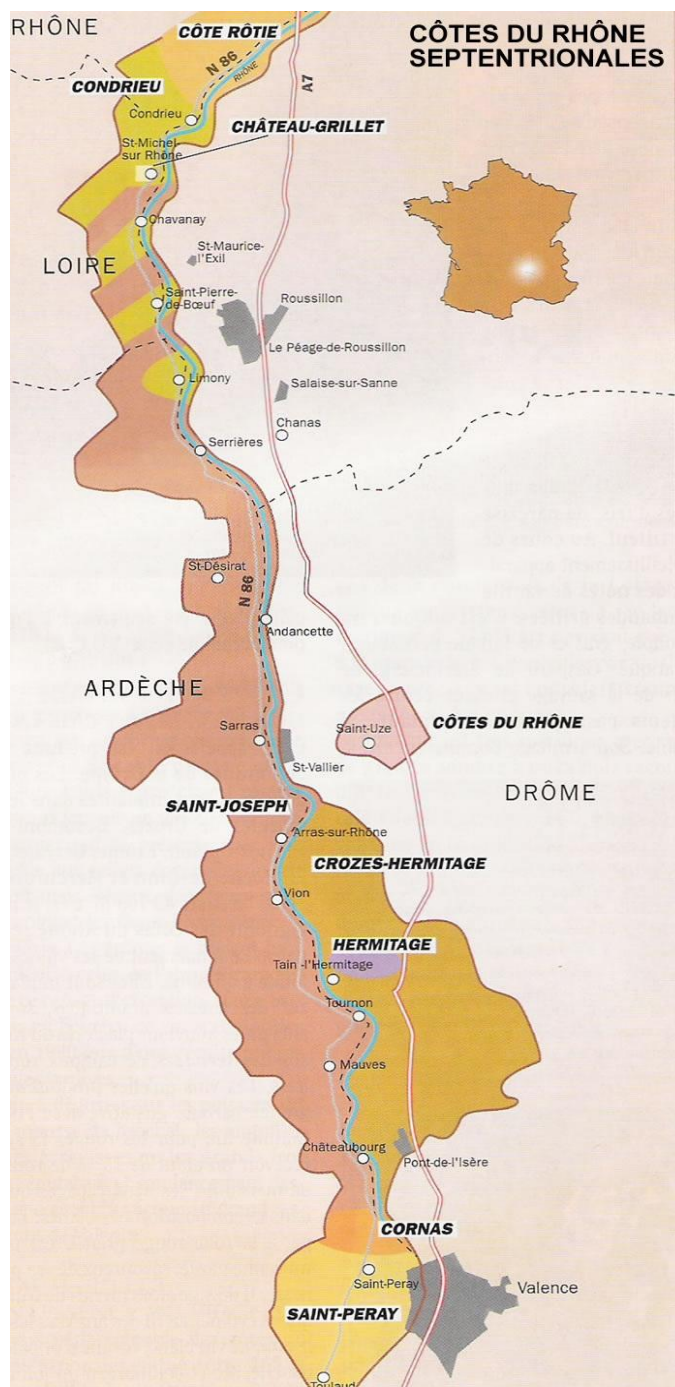 RHÔNE
CÔTE RÔTIE
CÔTES DU RHÔNE
SEPTENTRIONALES
N 86
RHÔNE
A7
CONDRIEU
Condrieu
CHÂTEAU-GRILLET
St-Michel
sur Rhône
Chavanay
St-Maurice-
l'Exil
LOIRE
Saint-Pierre-
de-Bœuf
Roussillon
Le Péage-de-Roussillon
Limony
Salaise-sur-Sanne
Chanas
Serrières
St-Désirat
N 86
Andancette
ARDÈCHE
Sarras
Saint-Uze
CÔTES DU RHÔNE
St-Vallier
DRÔME
SAINT-JOSEPH
Arras-sur-Rhône
CROZES-HERMITAGE
Vion
HERMITAGE
Tain -l'Hermitage
Tournon
Mauves
Châteaubourg
Pont-de-l'Isère
CORNAS
Saint-Peray
Valence
SAINT-PERAY
Toulaud